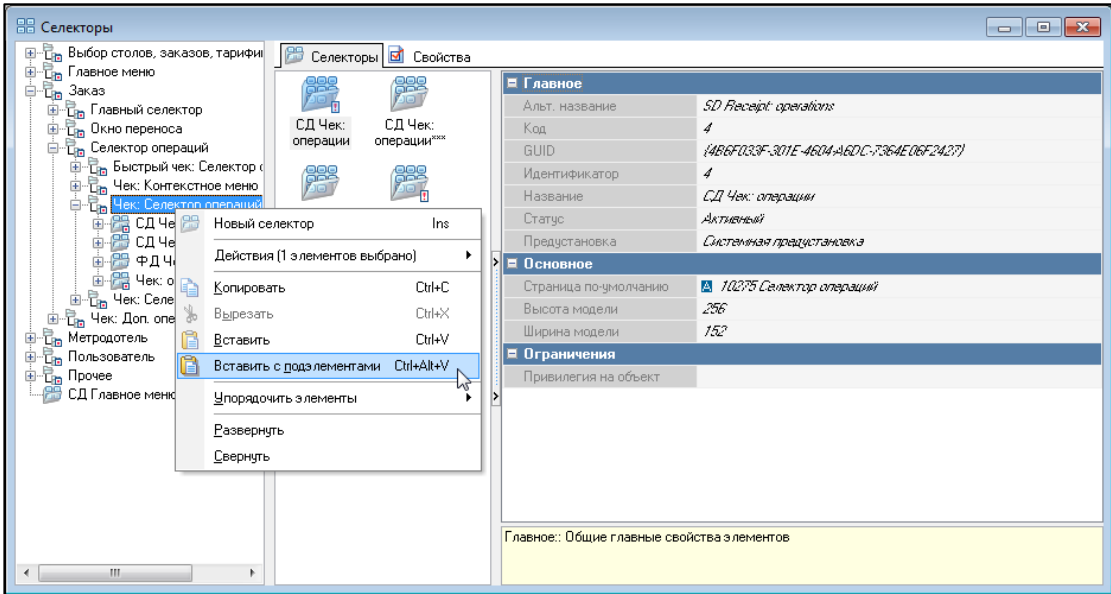 Селекторы
Выбор столов, заказов, тарифи
Главное меню
Заказ
Главный селектор
Окно переноса
Селектор операций
Быстрый чек: Селектор
Чек: Контекстное меню
Чек: Селектор операций
СД Че
СД Че
ФД Ч
Чек: о
Чек: Селе
Чек: Доп. опе
Метродотель
Пользователь
Прочее
СД Главное меню
Новый селектор Ins
Действия (1 элементов выбрано)
Копировать Ctrl+C
Вырезать Ctrl+X
Вставить Ctrl+V
Вставить с подэлементами Ctrl+Alt+V
Упорядочить элементы
Развернуть
Свернуть
Селекторы Свойства
СД Чек: операции
СД Чек: операции***
Главное
Альт. название SD Receipt: operations
Код 4
GUID {4B6F033F-301E-4604-A6DC-7364E06F2427}
Идентификатор 4
Название СД Чек: операции
Статус Активный
Предустановка Системная предустановка
Основное
Страница по-умолчанию A 10275 Селектор операций
Высота модели 256
Ширина модели 152
Ограничения
Привилегия на объект
Главное:: Общие главные свойства элементов